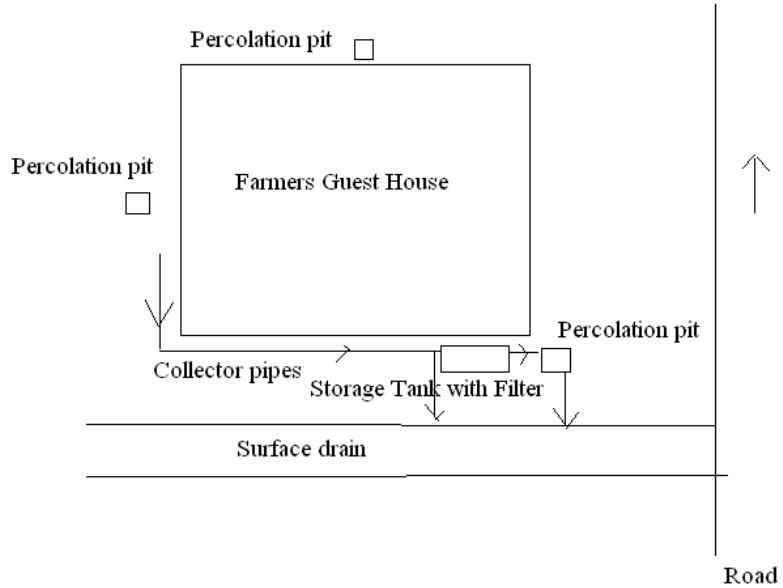 Percolation pit
Percolation pit
Farmers Guest House
Percolation pit
Collector pipes
Storage Tank with Filter
Surface drain
Road